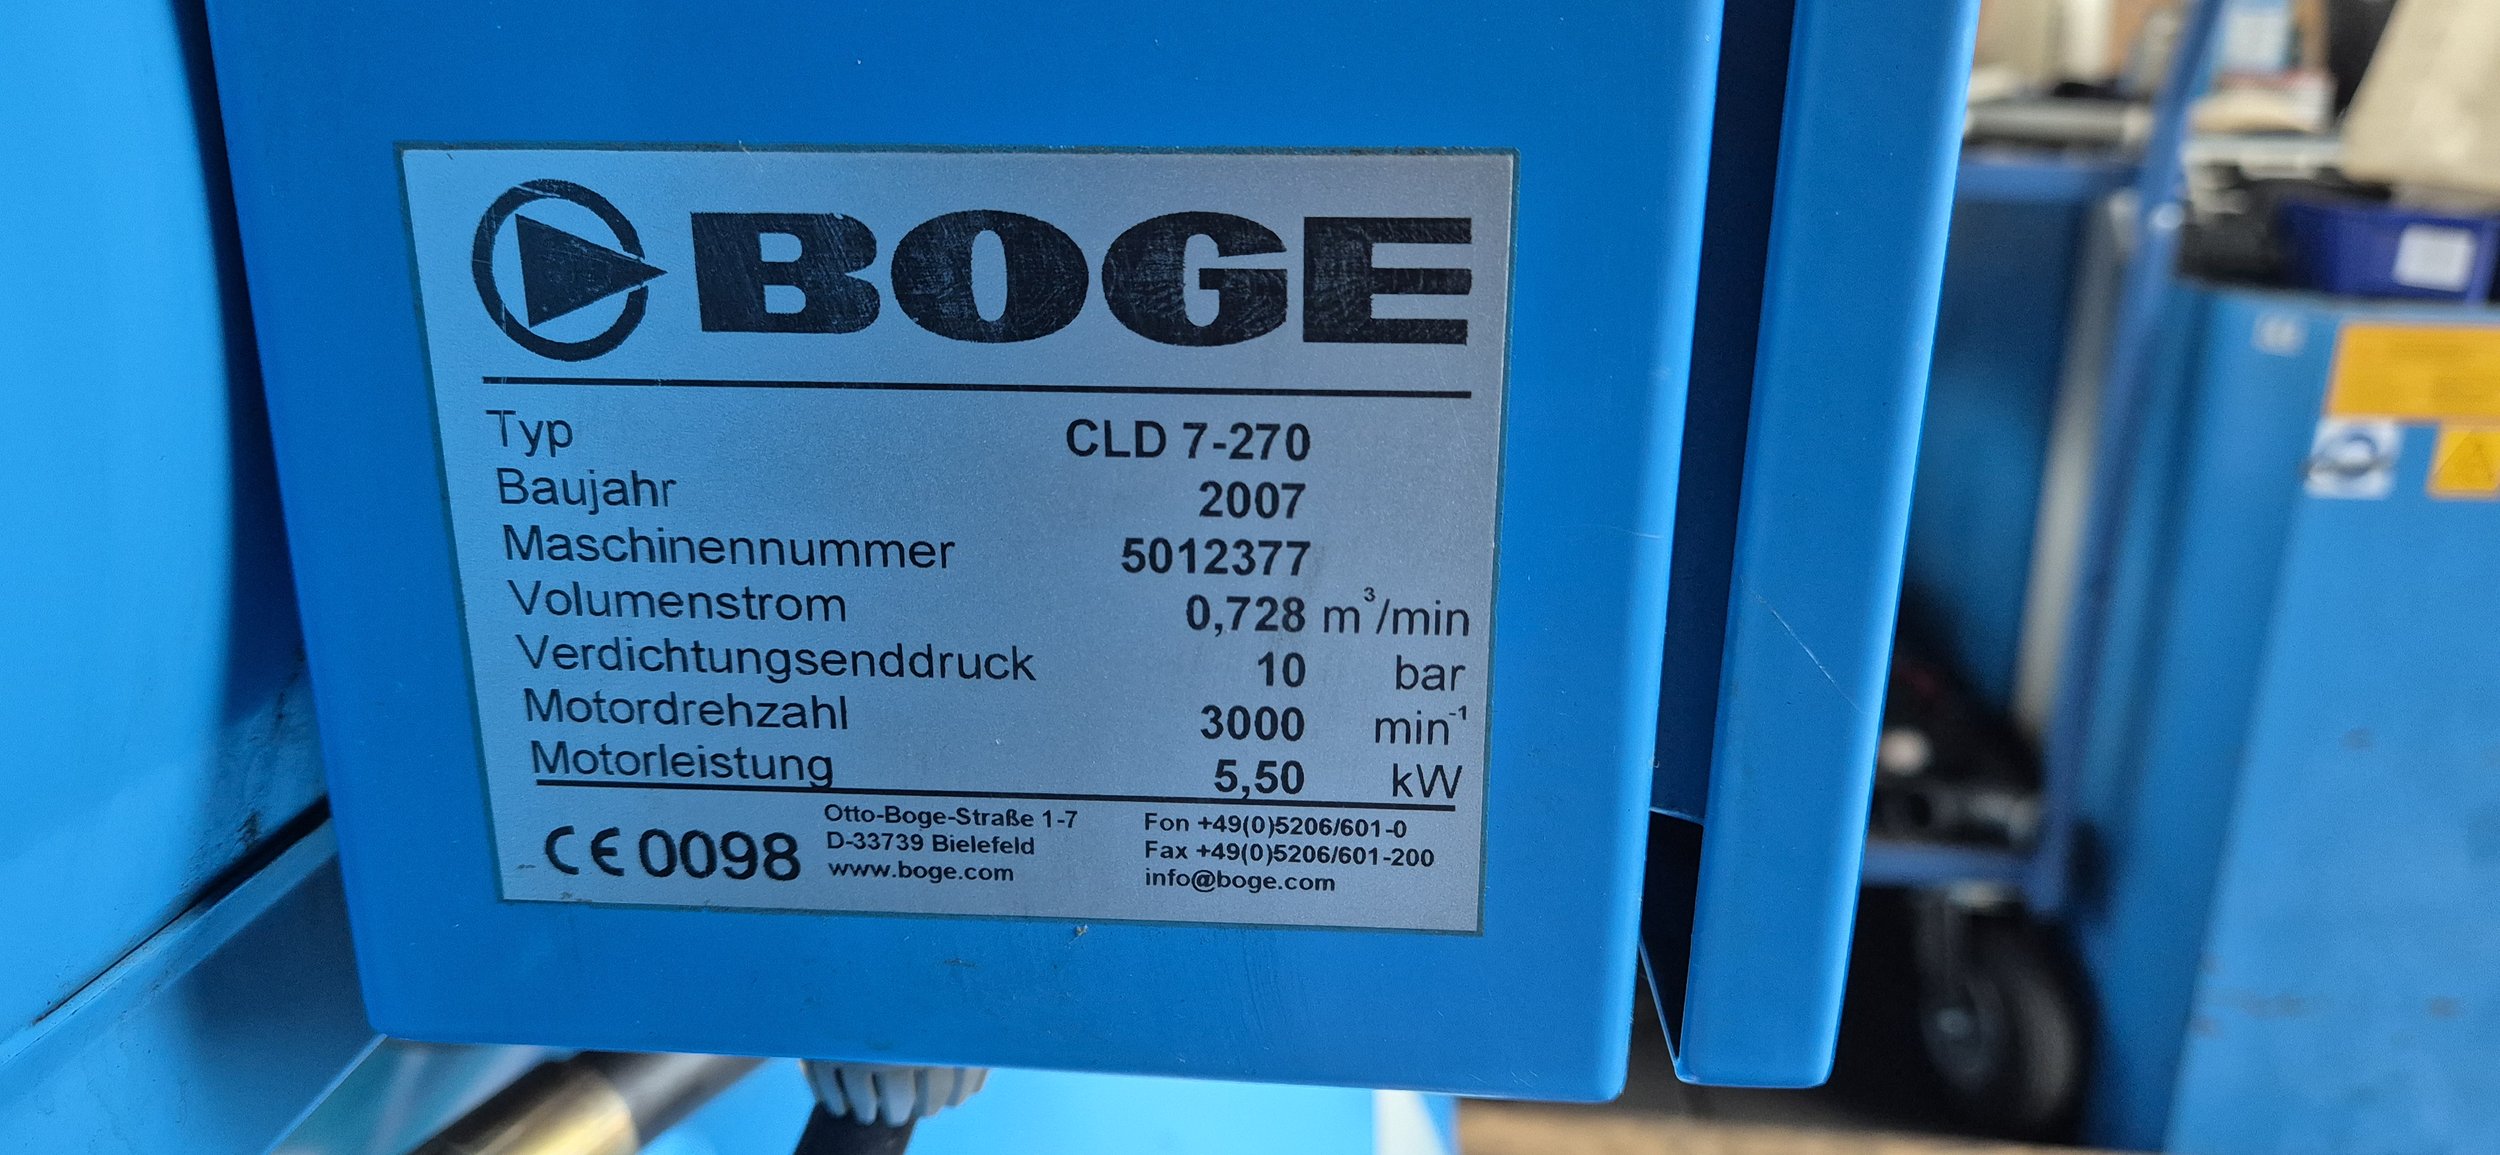 BOGE
Typ CLD 7-270
Baujahr 2007
Maschinennummer 5012377
Volumenstrom 0,728 m³/min
Verdichtungsenddruck 10 bar
Motordrehzahl 3000 min⁻¹
Motorleistung 5,50 kW
CE 0098
Otto-Boge-Straße 1-7
D-33739 Bielefeld
www.boge.com
Fon +49(0)5206/601-0
Fax +49(0)5206/601-200
info@boge.com